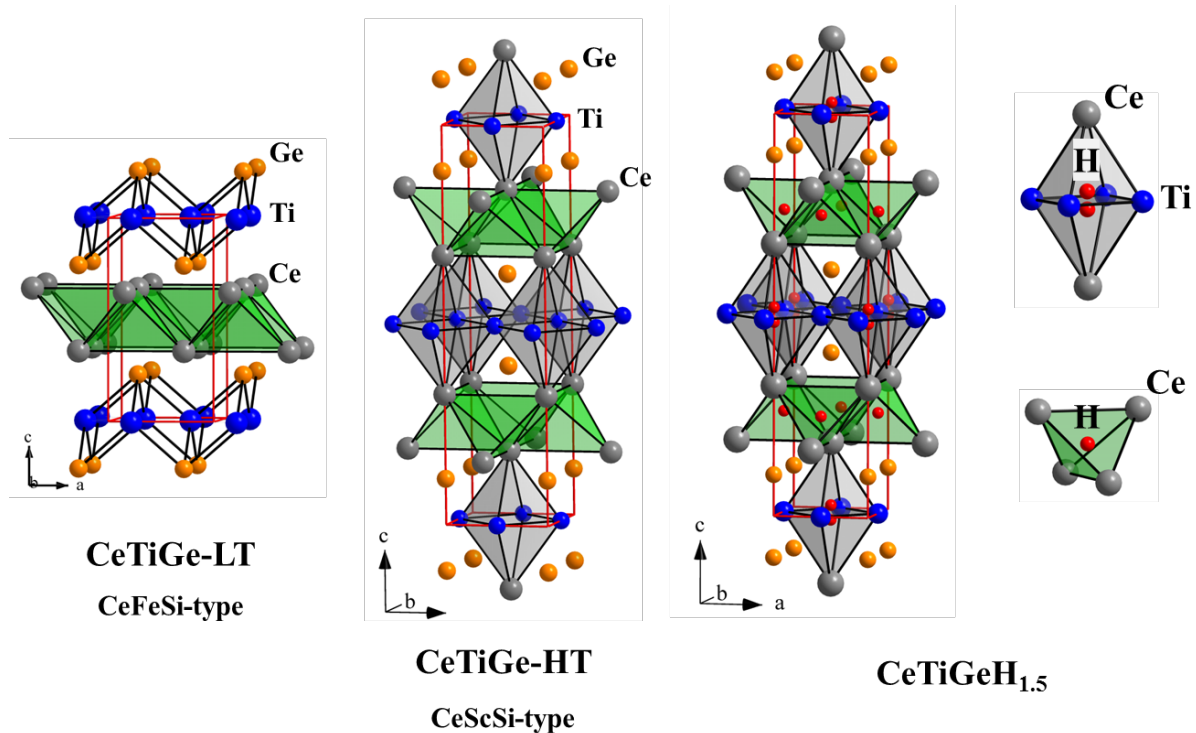 Ge
Ti
Ce
c
b
a
CeTiGe-LT
CeFeSi-type
Ge
Ti
Ce
c
b
CeTiGe-HT
CeScSi-type
c
b
a
CeTiGeH1.5
Ce
H
Ti
Ce
H